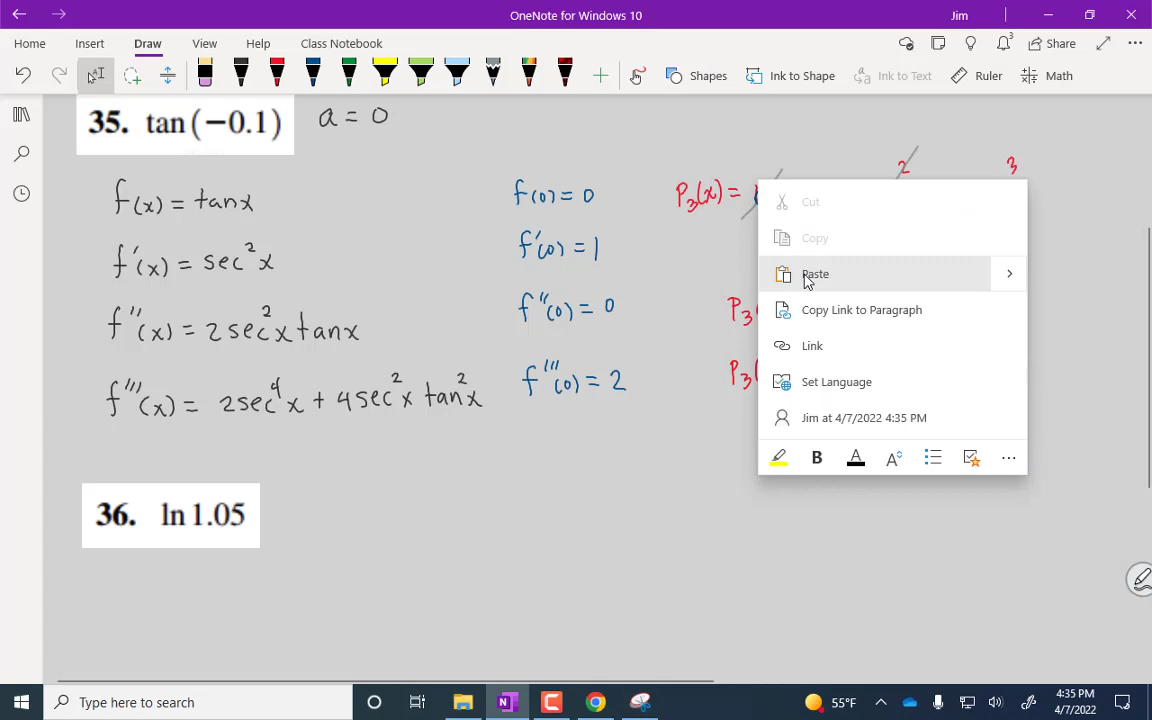 OneNote for Windows 10
Jim
Home Insert Draw View Help Class Notebook Share
Shapes Ink to Shape Ink to Text Ruler Math
35. tan(−0.1) a = 0
f(x) = tanx f(0) = 0 P₃(x) = 2 3
f'(x) = sec²x f'(0) = 1
f''(x) = 2sec²x tanx f''(0) = 0 P₃(
f'''(x) = 2sec⁴x + 4sec²x tan²x f'''(0) = 2 P₃(
Cut
Copy
Paste
Copy Link to Paragraph
Link
Set Language
Jim at 4/7/2022 4:35 PM
B A A
36. ln 1.05
Type here to search
N
55°F
4:35 PM
4/7/2022